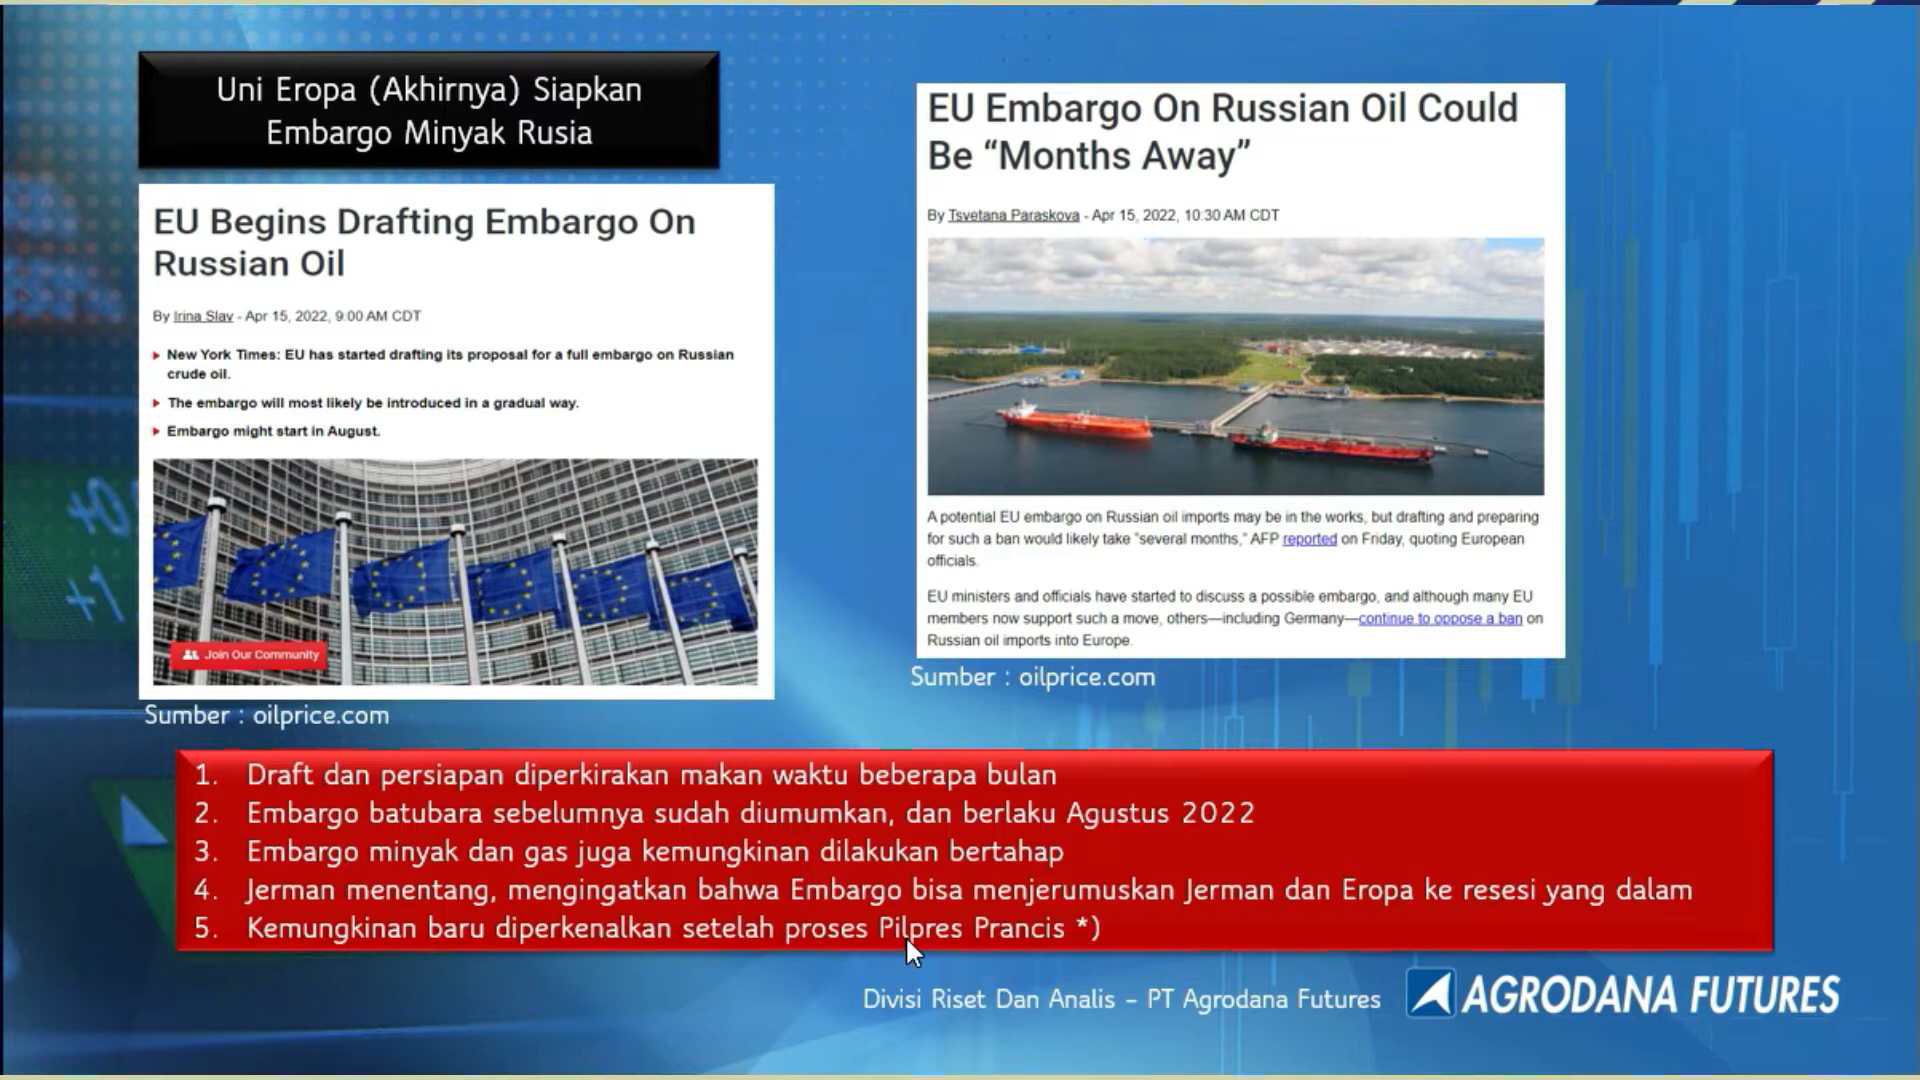 Uni Eropa (Akhirnya) Siapkan
Embargo Minyak Rusia
EU Begins Drafting Embargo On
Russian Oil
By Irina Slav - Apr 15, 2022, 9:00 AM CDT
New York Times: EU has started drafting its proposal for a full embargo on Russian
crude oil.
The embargo will most likely be introduced in a gradual way.
Embargo might start in August.
Join Our Community
Sumber : oilprice.com
EU Embargo On Russian Oil Could
Be “Months Away”
By Tsvetana Paraskova - Apr 15, 2022, 10:30 AM CDT
A potential EU embargo on Russian oil imports may be in the works, but drafting and preparing
for such a ban would likely take “several months,” AFP reported on Friday, quoting European
officials.
EU ministers and officials have started to discuss a possible embargo, and although many EU
members now support such a move, others—including Germany—continue to oppose a ban on
Russian oil imports into Europe.
Sumber : oilprice.com
1. Draft dan persiapan diperkirakan makan waktu beberapa bulan
2. Embargo batubara sebelumnya sudah diumumkan, dan berlaku Agustus 2022
3. Embargo minyak dan gas juga kemungkinan dilakukan bertahap
4. Jerman menentang, mengingatkan bahwa Embargo bisa menjerumuskan Jerman dan Eropa ke resesi yang dalam
5. Kemungkinan baru diperkenalkan setelah proses Pilpres Prancis *)
Divisi Riset Dan Analis – PT Agrodana Futures
AGRODANA FUTURES